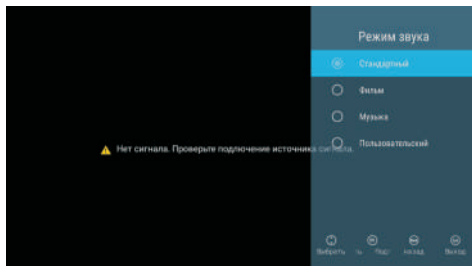 Режим звука
Стандартный
Фильм
Музыка
Нет сигнала. Проверьте подключение источника сигнала.
Пользовательский
Выбрать
назад
Выход